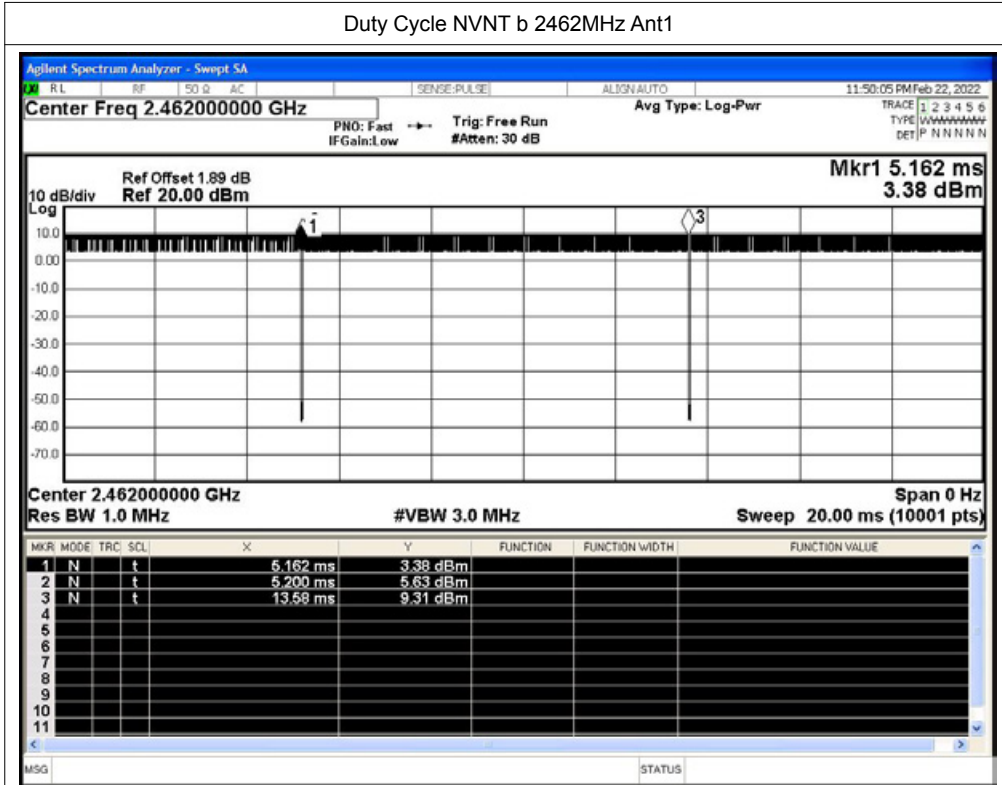 Duty Cycle NVNT b 2462MHz Ant1
Agilent Spectrum Analyzer - Swept SA
RL RF 50 Ω AC SENSE:PULSE ALIGN AUTO 11:50:05 PM Feb 22, 2022
Center Freq 2.462000000 GHz Avg Type: Log-Pwr TRACE 1 2 3 4 5 6
PNO: Fast Trig: Free Run TYPE WWWWWW
IFGain:Low #Atten: 30 dB DET P N N N N N
Mkr1 5.162 ms
Ref Offset 1.89 dB
10 dB/div Ref 20.00 dBm 3.38 dBm
Log
1 3
10.0
0.00
-10.0
-20.0
-30.0
-40.0
-50.0
-60.0
-70.0
Center 2.462000000 GHz Span 0 Hz
Res BW 1.0 MHz #VBW 3.0 MHz Sweep 20.00 ms (10001 pts)
MKR MODE TRC SCL X Y FUNCTION FUNCTION WIDTH FUNCTION VALUE
1 N t 5.162 ms 3.38 dBm
2 N t 5.200 ms 5.63 dBm
3 N t 13.58 ms 9.31 dBm
4
5
6
7
8
9
10
11
MSG STATUS